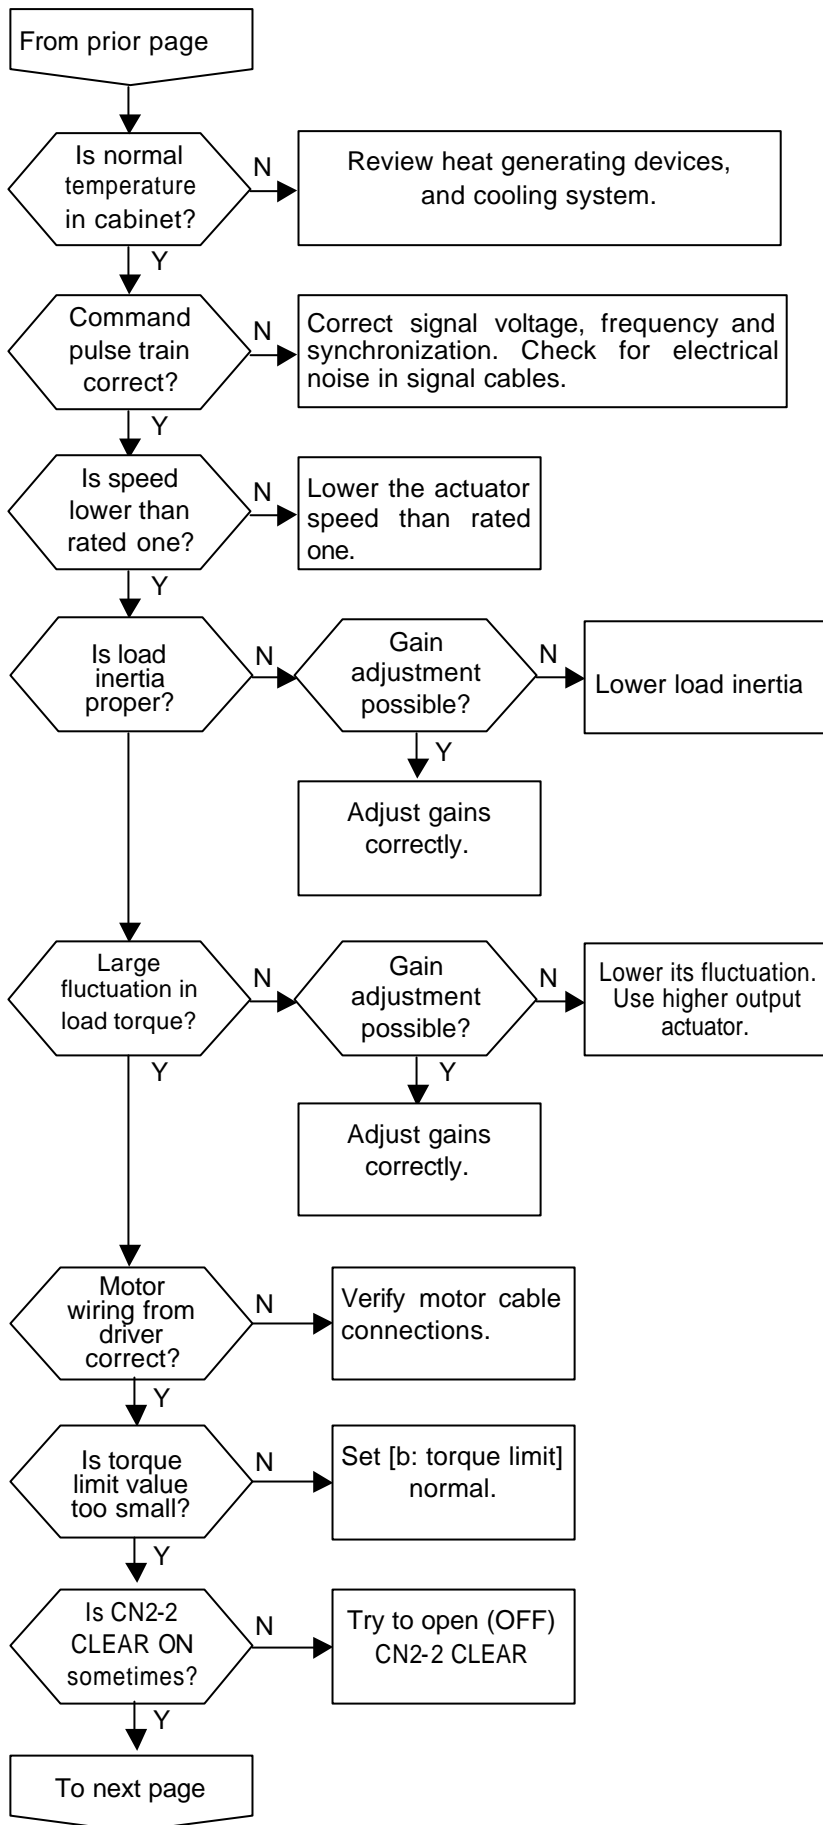 From prior page
Is normal
temperature
in cabinet?
N
Review heat generating devices,
and cooling system.
Y
Command
pulse train
correct?
N
Correct signal voltage, frequency and
synchronization. Check for electrical
noise in signal cables.
Y
Is speed
lower than
rated one?
N
Lower the actuator
speed than rated
one.
Y
Is load
inertia
proper?
N
Gain
adjustment
possible?
N
Lower load inertia
Y
Adjust gains
correctly.
Large
fluctuation in
load torque?
N
Gain
adjustment
possible?
N
Lower its fluctuation.
Use higher output
actuator.
Y
Y
Adjust gains
correctly.
Motor
wiring from
driver
correct?
N
Verify motor cable
connections.
Y
Is torque
limit value
too small?
N
Set [b: torque limit]
normal.
Y
Is CN2-2
CLEAR ON
sometimes?
N
Try to open (OFF)
CN2-2 CLEAR
Y
To next page